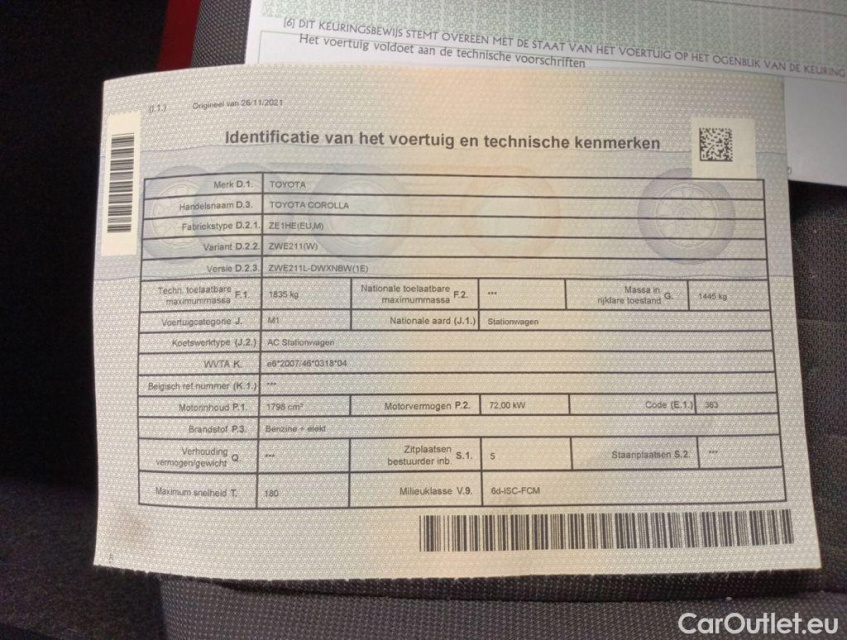 [6] DIT KEURINGSBEWIJS STEMT OVEREEN MET DE STAAT VAN HET VOERTUIG OP HET OGENBLIK VAN DE KEURING
Het voertuig voldoet aan de technische voorschriften
(I.1.) Origineel van 26/11/2021
Identificatie van het voertuig en technische kenmerken
Merk D.1. TOYOTA
Handelsnaam D.3. TOYOTA COROLLA
Fabriekstype D.2.1. ZE1HE(EU,M)
Variant D.2.2. ZWE211(W)
Versie D.2.3. ZWE211L-DWXNBW(1E)
Techn. toelaatbare maximummassa F.1. 1835 kg Nationale toelaatbare maximummassa F.2. *** Massa in rijklare toestand G. 1445 kg
Voertuigcategorie J. M1 Nationale aard (J.1.) Stationwagen
Koetswerktype (J.2.) AC Stationwagen
WVTA K. e6*2007/46*0318*04
Belgisch ref.nummer (K.1.) ***
Motorinhoud P.1. 1798 cm³ Motorvermogen P.2. 72,00 kW Code (E.1.) 363
Brandstof P.3. Benzine + elekt
Verhouding vermogen/gewicht Q. *** Zitplaatsen bestuurder inb. S.1. 5 Staanplaatsen S.2. ***
Maximum snelheid T. 180 Milieuklasse V.9. 6d-ISC-FCM
CarOutlet.eu